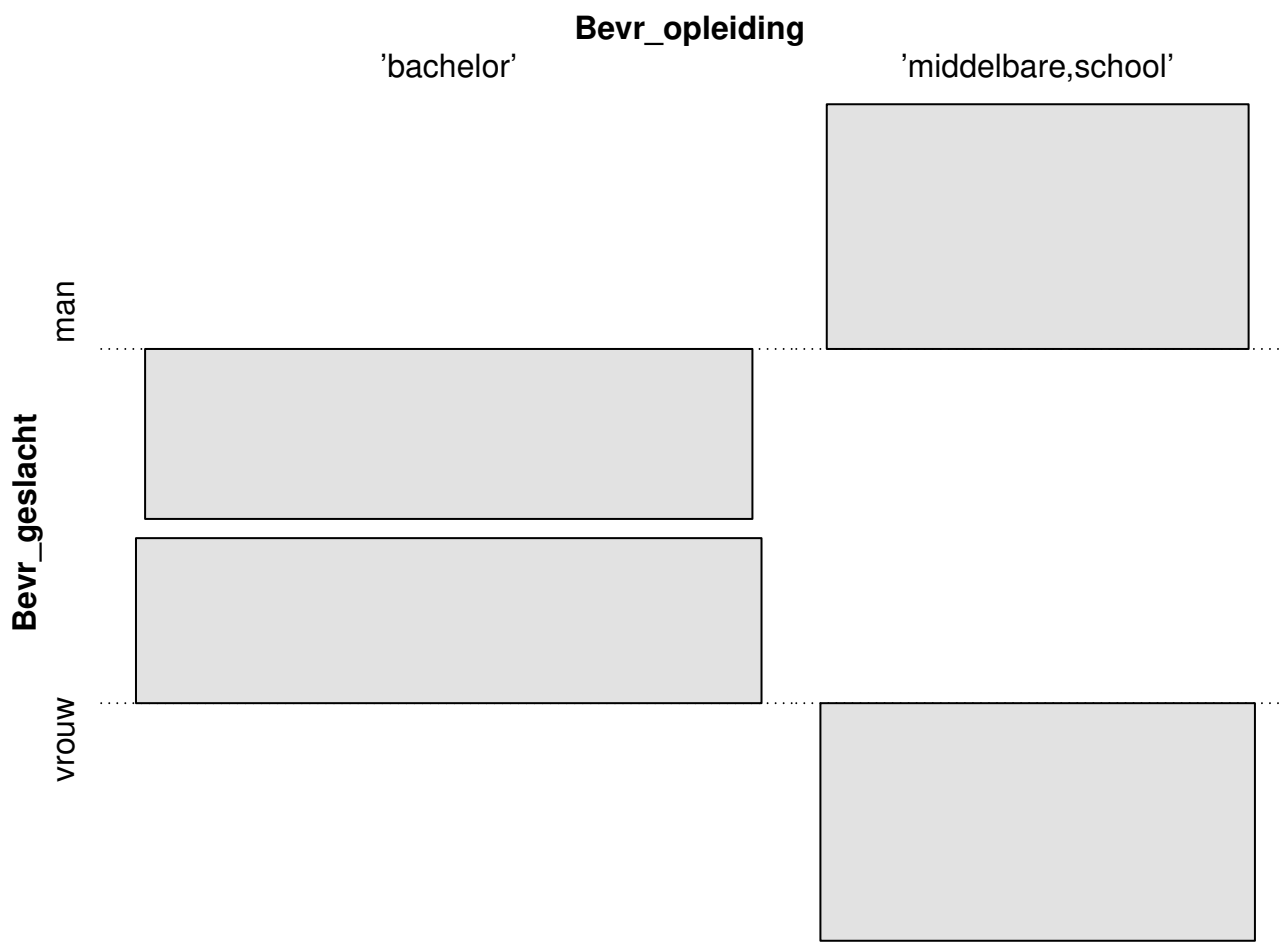 Bevr_opleiding
’bachelor’ ’middelbare,school’
man
Bevr_geslacht
vrouw